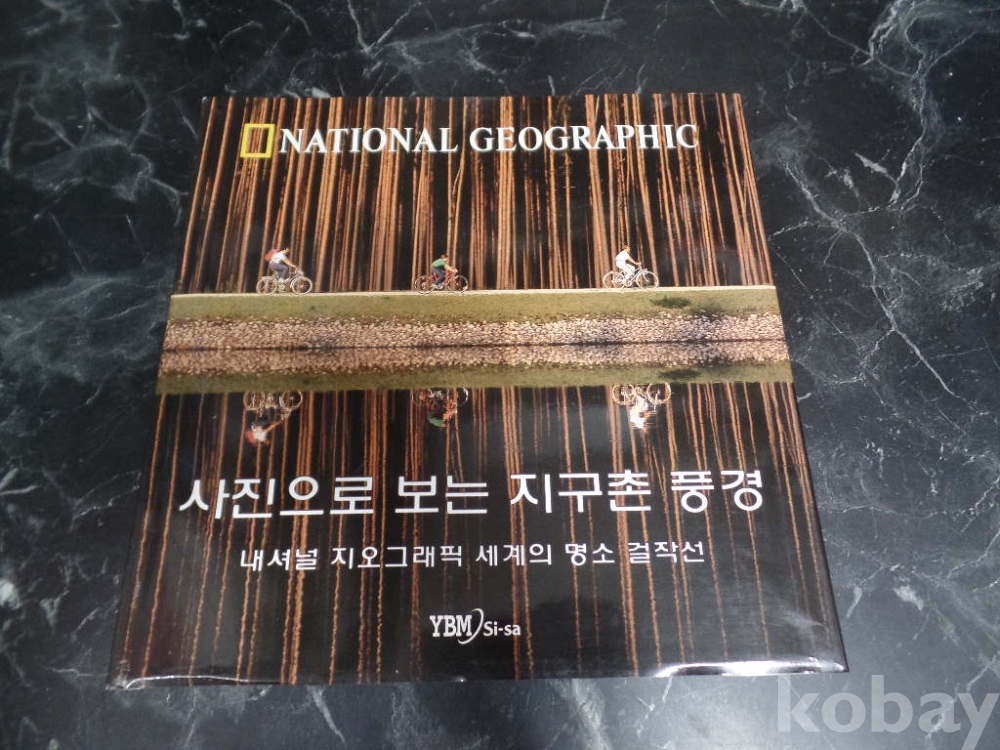 NATIONAL GEOGRAPHIC
사진으로 보는 지구촌 풍경
내셔널 지오그래픽 세계의 명소 걸작선
YBM Si-sa
kobay